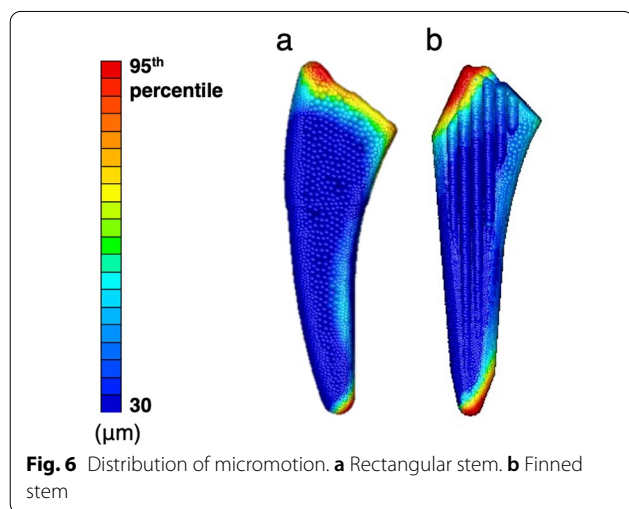 a
b
95th
percentile
30
(μm)
Fig. 6 Distribution of micromotion. a Rectangular stem. b Finned
stem